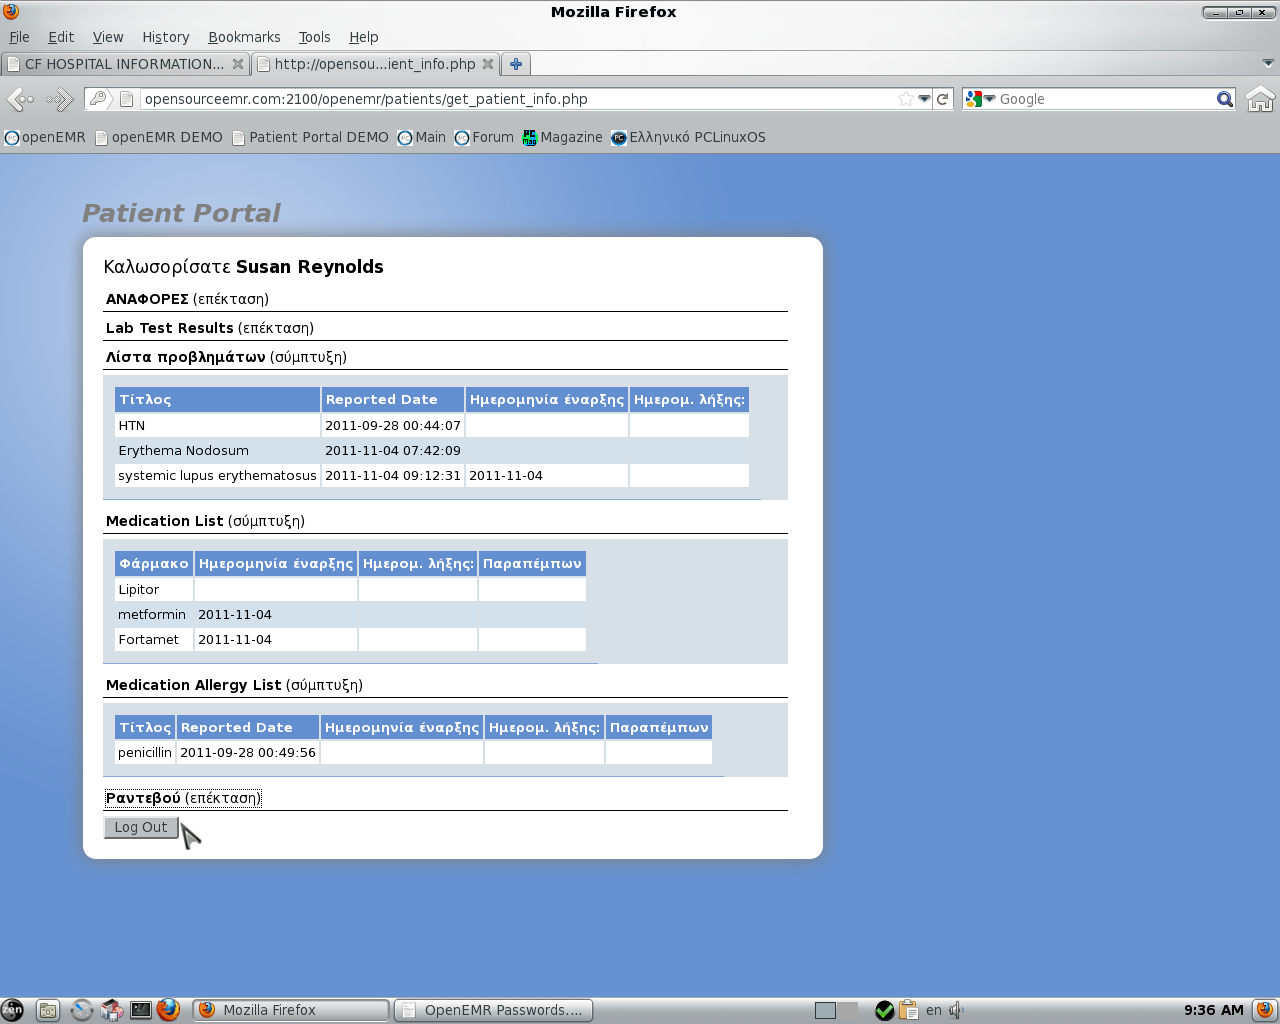 Mozilla Firefox
File Edit View History Bookmarks Tools Help
CF HOSPITAL INFORMATION... http://opensou...ient_info.php
opensourceemr.com:2100/openemr/patients/get_patient_info.php Google
openEMR openEMR DEMO Patient Portal DEMO Main Forum Magazine Ελληνικό PCLinuxOS
Patient Portal
Καλωσορίσατε Susan Reynolds
ΑΝΑΦΟΡΕΣ (επέκταση)
Lab Test Results (επέκταση)
Λίστα προβλημάτων (σύμπτυξη)
Τίτλος Reported Date Ημερομηνία έναρξης Ημερομ. λήξης:
HTN 2011-09-28 00:44:07
Erythema Nodosum 2011-11-04 07:42:09
systemic lupus erythematosus 2011-11-04 09:12:31 2011-11-04
Medication List (σύμπτυξη)
Φάρμακο Ημερομηνία έναρξης Ημερομ. λήξης: Παραπέμπων
Lipitor
metformin 2011-11-04
Fortamet 2011-11-04
Medication Allergy List (σύμπτυξη)
Τίτλος Reported Date Ημερομηνία έναρξης Ημερομ. λήξης: Παραπέμπων
penicillin 2011-09-28 00:49:56
Ραντεβού (επέκταση)
Log Out
zen Mozilla Firefox OpenEMR Passwords.... en 9:36 AM